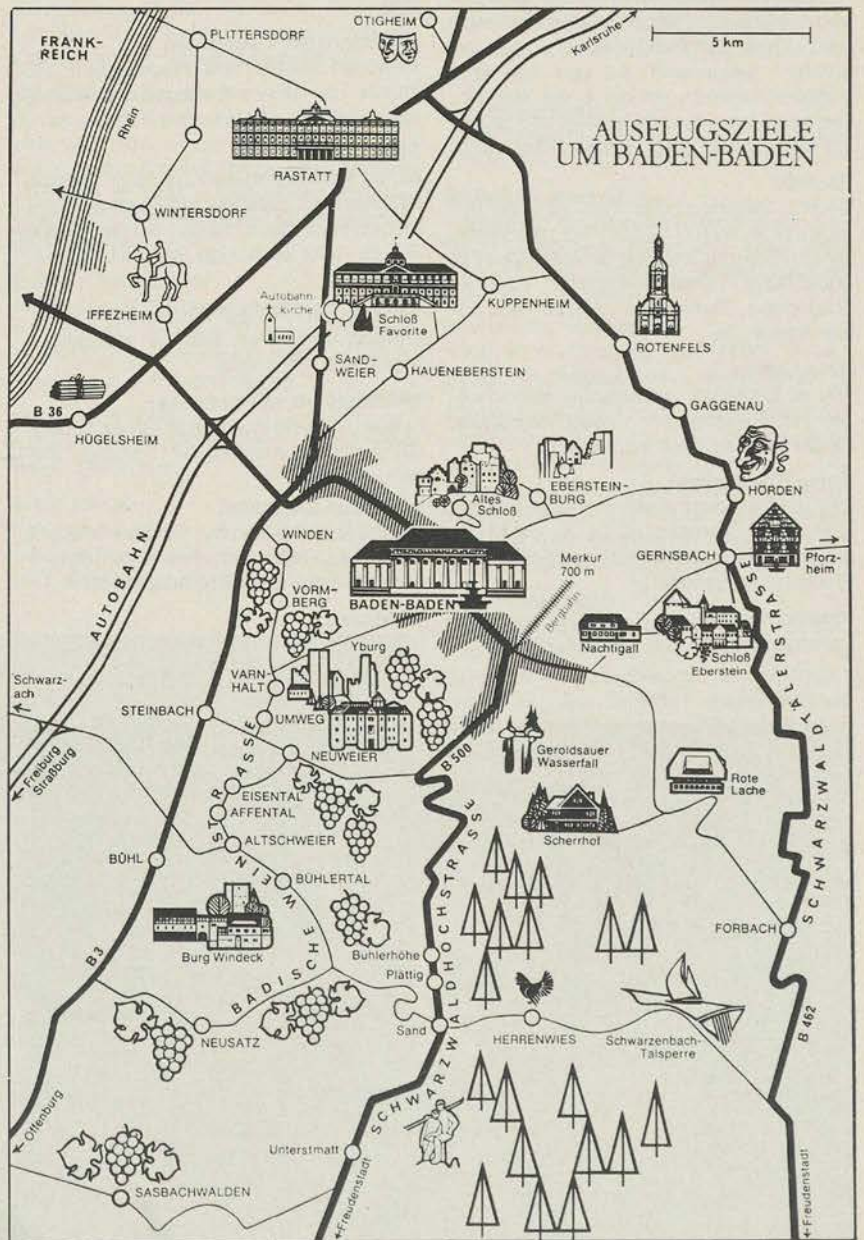 FRANK-
REICH
PLITTERSDORF
ÖTIGHEIM
Karlsruhe
5 km
Rhein
AUSFLUGSZIELE
UM BADEN-BADEN
RASTATT
WINTERSDORF
IFFEZHEIM
Autobahn-
kirche
Schloß
Favorite
KUPPENHEIM
ROTENFELS
SAND-
WEIER
HAUENEBERSTEIN
GAGGENAU
B 36
HÜGELSHEIM
Altes
Schloß
EBERSTEIN-
BURG
HÖRDEN
WINDEN
GERNSBACH
Pforz-
heim
VORM-
BERG
BADEN-BADEN
Merkur
700 m
Bergbahn
AUTOBAHN
Nachtigall
Schloß
Eberstein
Schwarz-
ach
VARN-
HALT
Yburg
STEINBACH
UMWEG
NEUWEIER
B 500
Geroldsauer
Wasserfall
Rote
Lache
Freiburg
Straßburg
EISENTAL
AFFENTAL
Scherrhof
ALTSCHWEIER
BÜHL
BÜHLERTAL
SCHWARZWALDTÄLERSTRASSE
FORBACH
Burg Windeck
Buhlerhöhe
Plättig
B3
BADISCHE WEINSTRASSE
NEUSATZ
Sand
SCHWARZWALDHOCHSTRASSE
HERRENWIES
Schwarzenbach-
Talsperre
B 462
Offenburg
Unterstmatt
SASBACHWALDEN
Freudenstadt
Freudenstadt